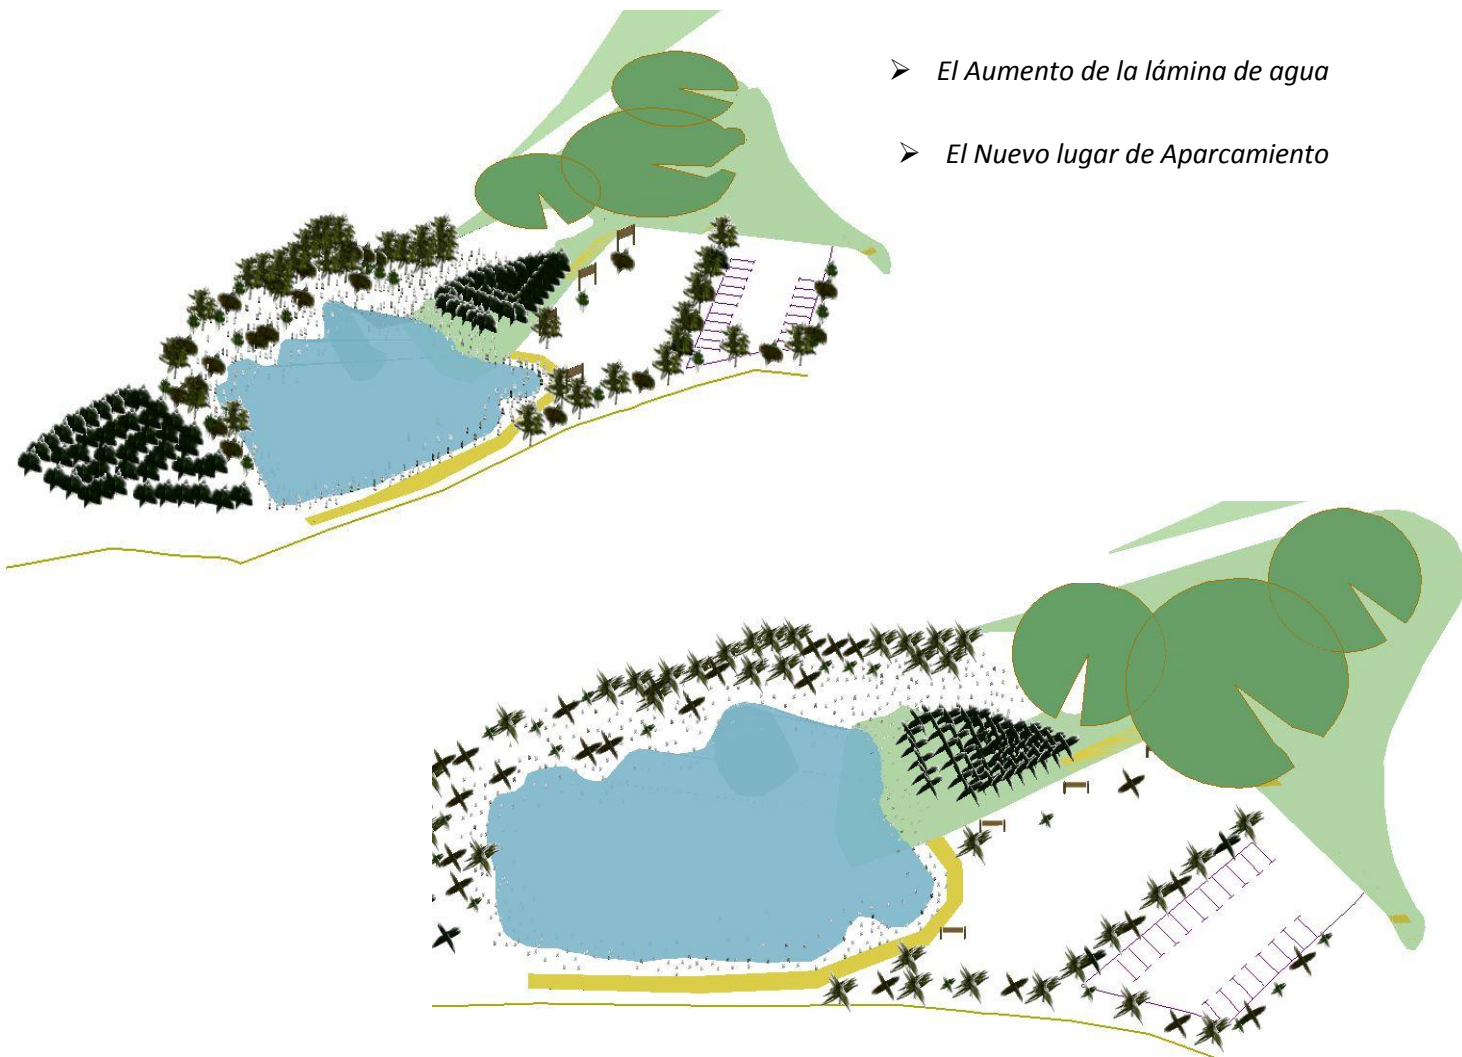 ➢ El Aumento de la lámina de agua
➢ El Nuevo lugar de Aparcamiento